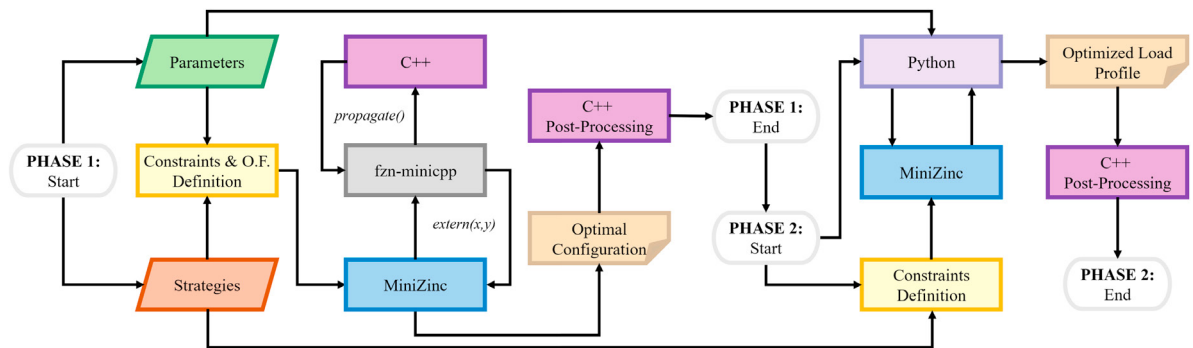 PHASE 1:
Start
Parameters
Strategies
Constraints & O.F.
Definition
C++
propagate()
fzn-minicpp
extern(x,y)
MiniZinc
Optimal
Configuration
C++
Post-Processing
PHASE 1:
End
PHASE 2:
Start
Python
MiniZinc
Constraints
Definition
Optimized Load
Profile
C++
Post-Processing
PHASE 2:
End